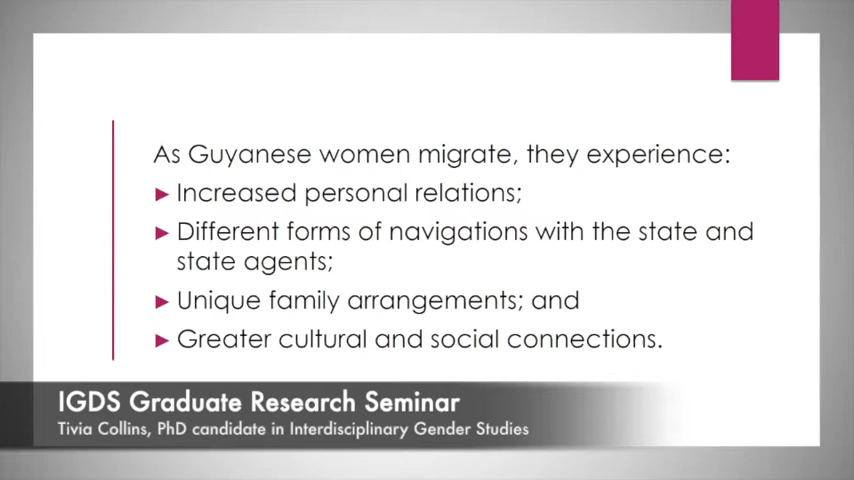 As Guyanese women migrate, they experience:
► Increased personal relations;
► Different forms of navigations with the state and
state agents;
► Unique family arrangements; and
► Greater cultural and social connections.
IGDS Graduate Research Seminar
Tivia Collins, PhD candidate in Interdisciplinary Gender Studies